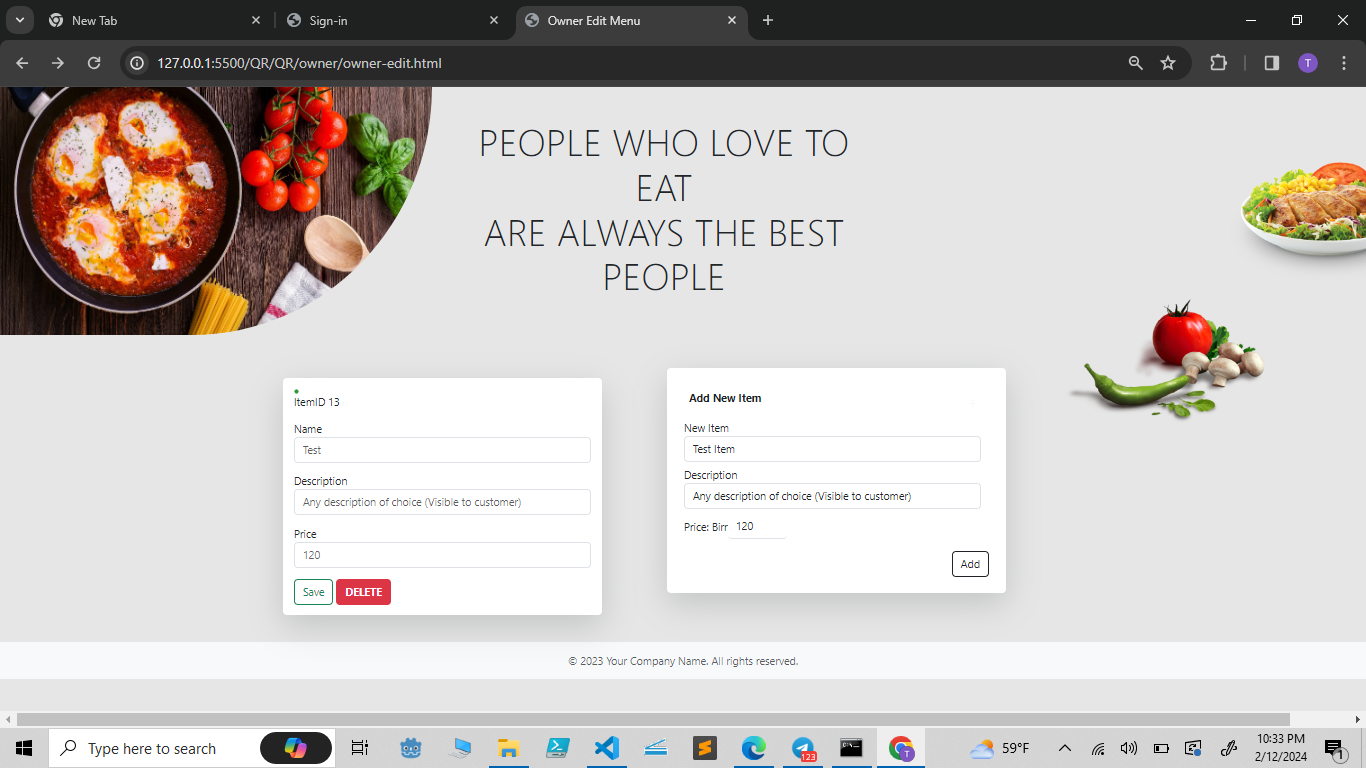 New Tab
Sign-in
Owner Edit Menu
127.0.0.1:5500/QR/QR/owner/owner-edit.html
T
PEOPLE WHO LOVE TO
EAT
ARE ALWAYS THE BEST
PEOPLE
ItemID 13
Name
Test
Description
Any description of choice (Visible to customer)
Price
120
Save
DELETE
Add New Item
New Item
Test Item
Description
Any description of choice (Visible to customer)
Price: Birr
120
Add
© 2023 Your Company Name. All rights reserved.
Type here to search
123
T
59°F
10:33 PM
2/12/2024
1